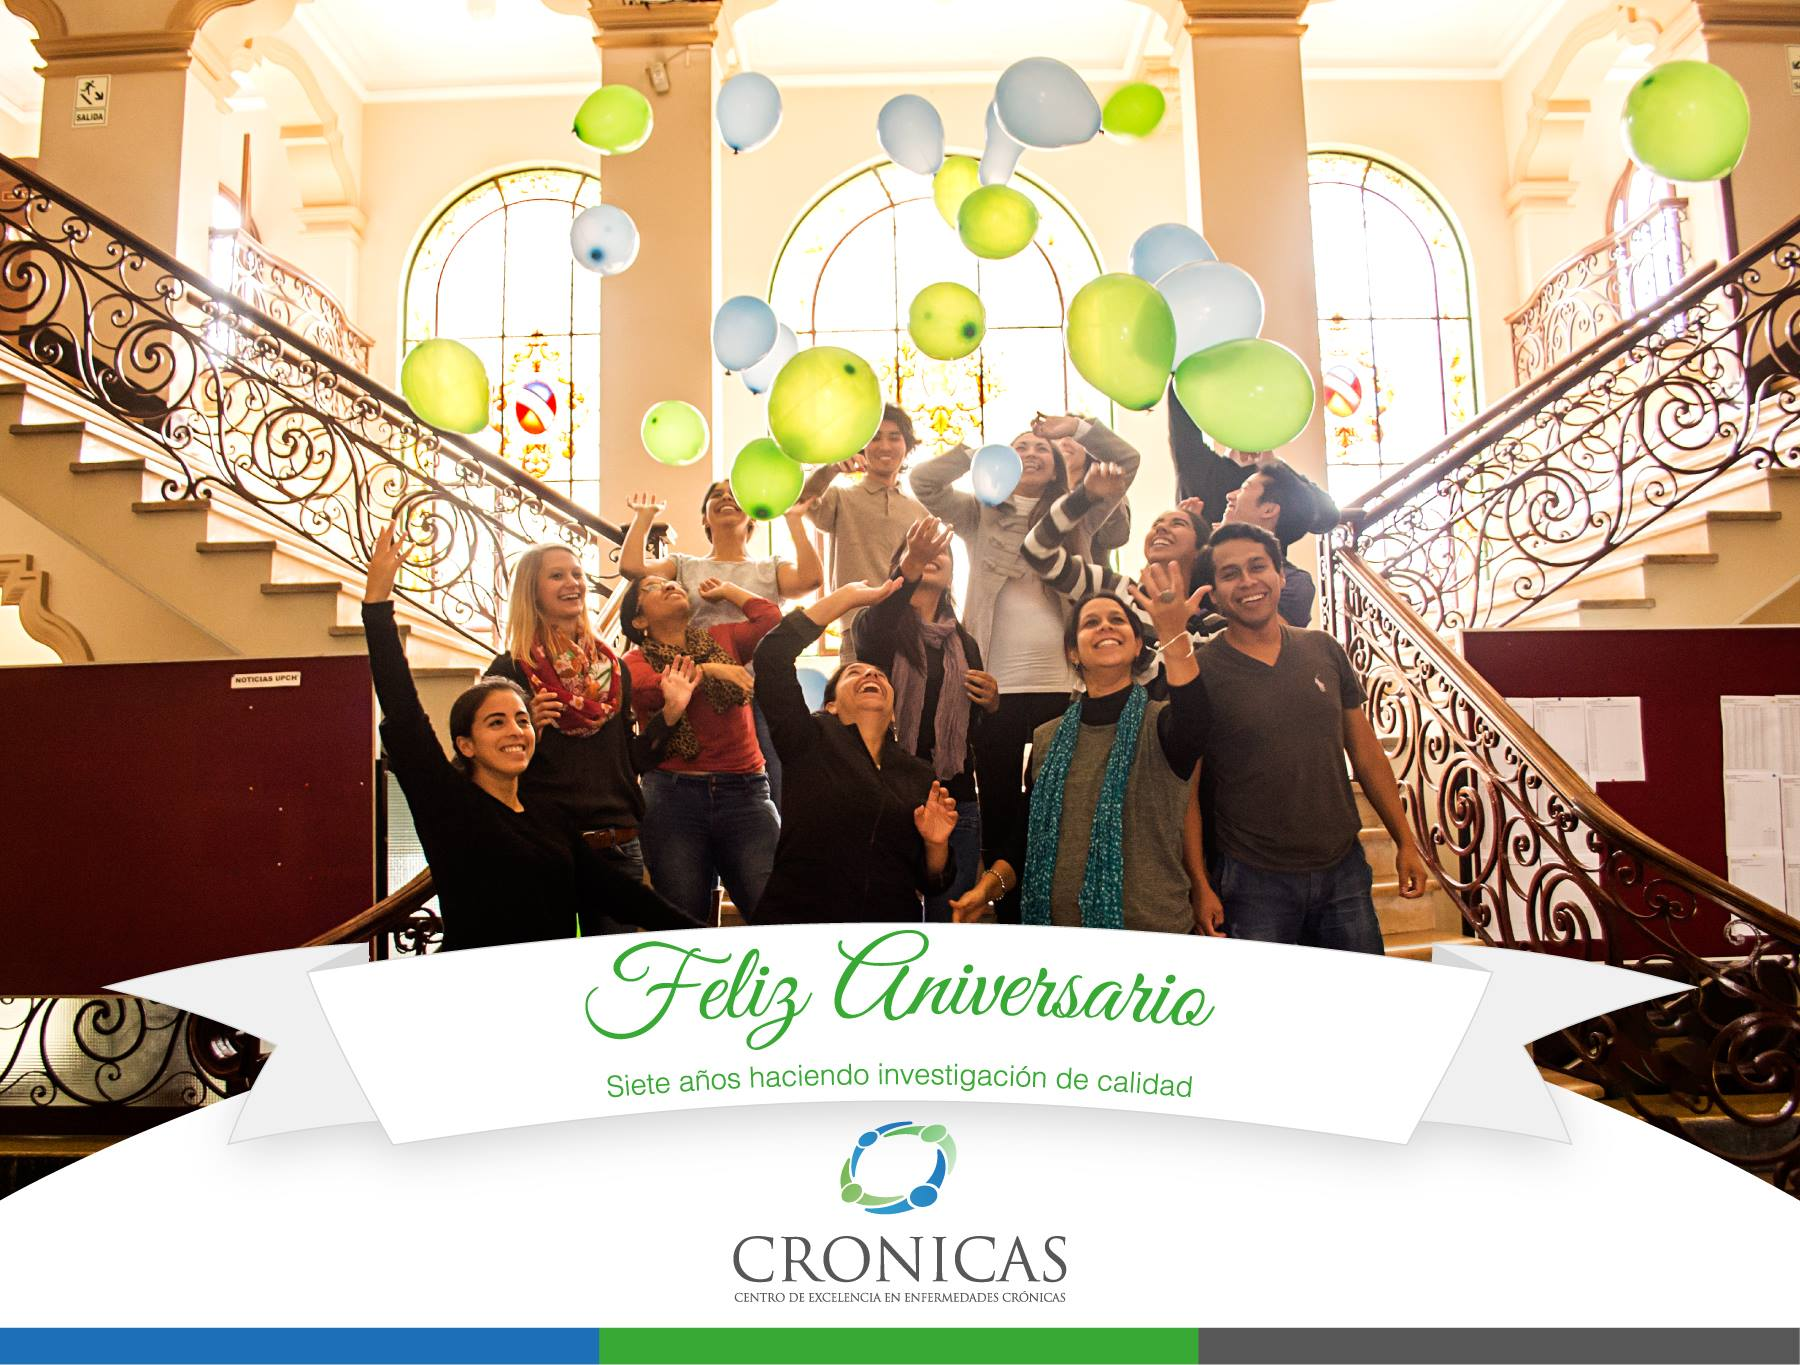 SALIDA
NOTICIAS UPCH
Feliz Aniversario
Siete años haciendo investigación de calidad
CRONICAS
CENTRO DE EXCELENCIA EN ENFERMEDADES CRÓNICAS